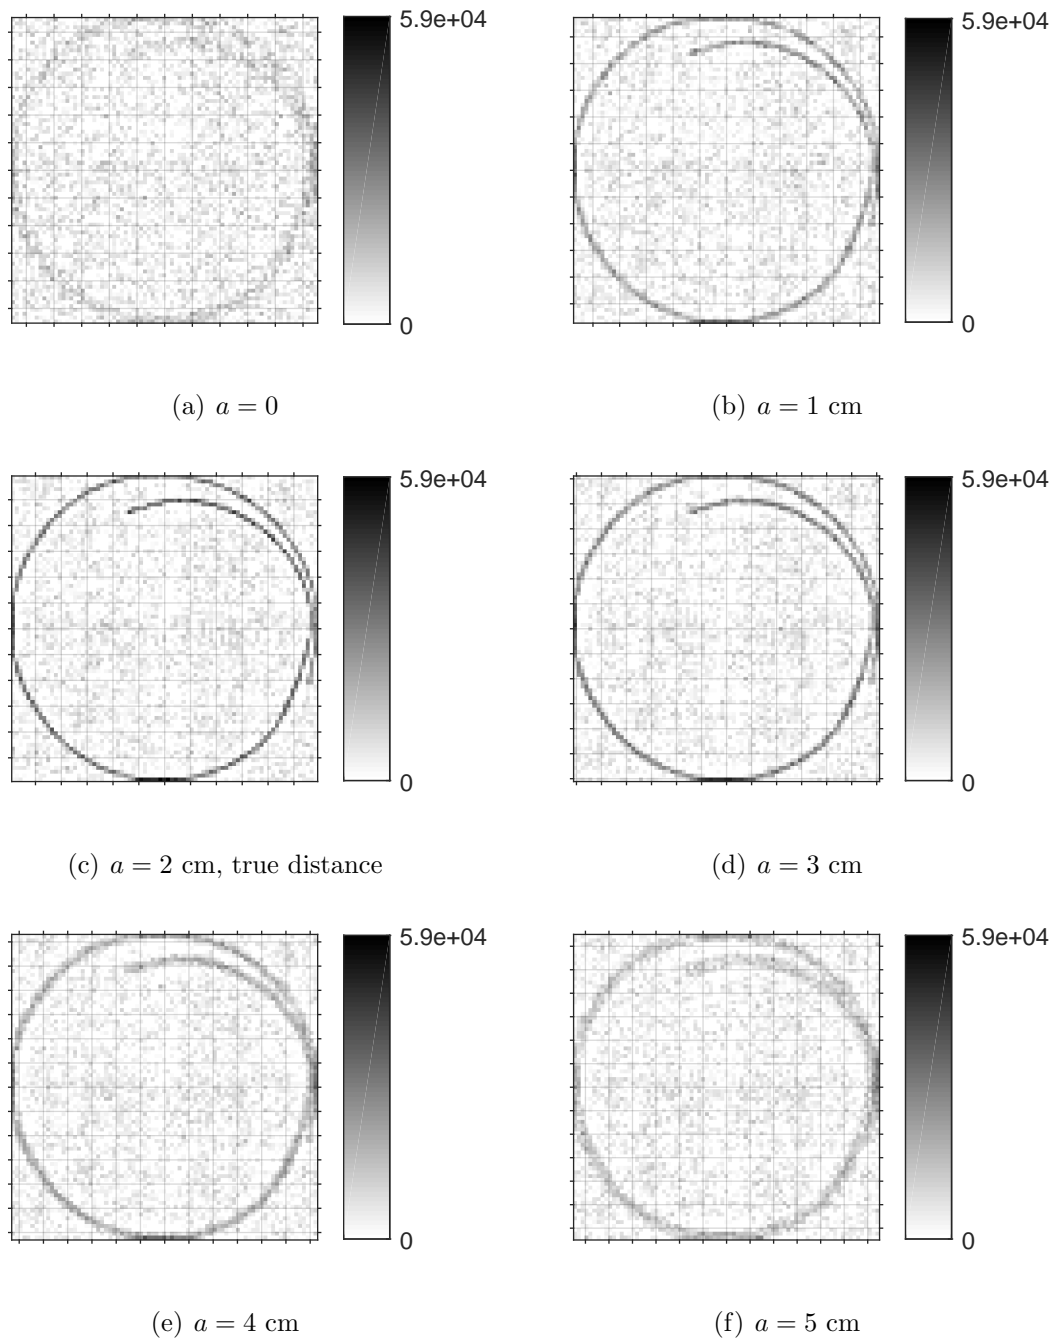 5.9e+04
0
5.9e+04
0
(a) a = 0
(b) a = 1 cm
5.9e+04
0
5.9e+04
0
(c) a = 2 cm, true distance
(d) a = 3 cm
5.9e+04
0
5.9e+04
0
(e) a = 4 cm
(f) a = 5 cm